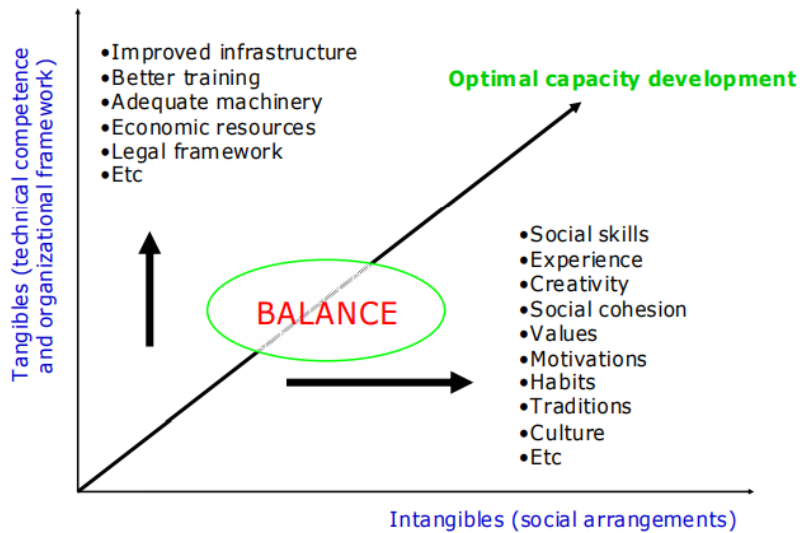 Tangibles (technical competence
and organizational framework)
•Improved infrastructure
•Better training
•Adequate machinery
•Economic resources
•Legal framework
•Etc
Optimal capacity development
BALANCE
•Social skills
•Experience
•Creativity
•Social cohesion
•Values
•Motivations
•Habits
•Traditions
•Culture
•Etc
Intangibles (social arrangements)